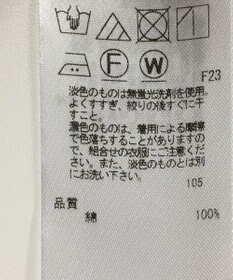 F W
F23
淡色のものは無蛍光洗剤を使用。
よくすすぎ、絞りの後すぐに干
すこと。
濃色のものは、着用による摩擦
で色落ちすることがありますの
で、組合せの衣服にご注意くださ
い。また、淡色のものとは別に
お洗い下さい。
105
品質
綿 100%